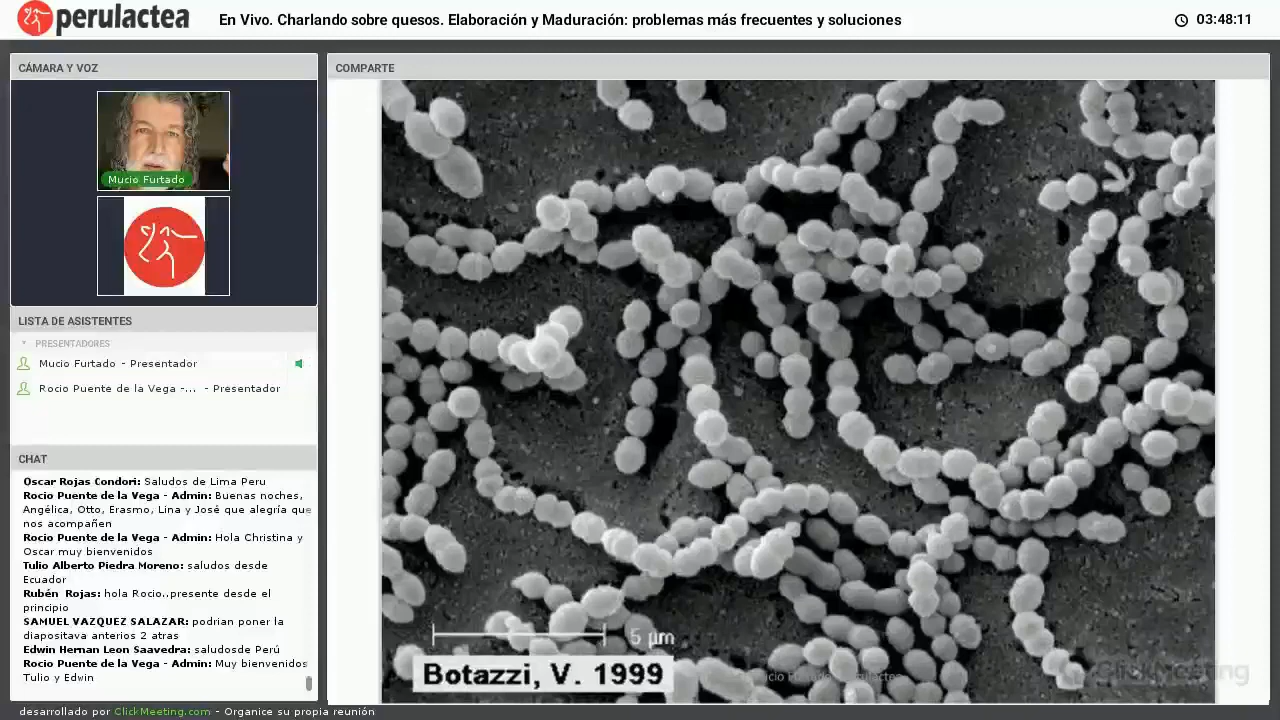 perulactea
En Vivo. Charlando sobre quesos. Elaboración y Maduración: problemas más frecuentes y soluciones
03:48:11
CÁMARA Y VOZ
COMPARTE
Mucio Furtado
LISTA DE ASISTENTES
PRESENTADORES
Mucio Furtado - Presentador
Rocio Puente de la Vega -... - Presentador
CHAT
Oscar Rojas Condori: Saludos de Lima Peru
Rocio Puente de la Vega - Admin: Buenas noches,
Angélica, Otto, Erasmo, Lina y José que alegría que
nos acompañen
Rocio Puente de la Vega - Admin: Hola Christina y
Oscar muy bienvenidos
Tulio Alberto Piedra Moreno: saludos desde
Ecuador
Rubén Rojas: hola Rocio..presente desde el
principio
SAMUEL VAZQUEZ SALAZAR: podrian poner la
diapositava anterios 2 atras
Edwin Hernan Leon Saavedra: saludosde Perú
Rocio Puente de la Vega - Admin: Muy bienvenidos
Tulio y Edwin
5 µm
Botazzi, V. 1999
ClickMeeting
desarrollado por ClickMeeting.com - Organice su propia reunión